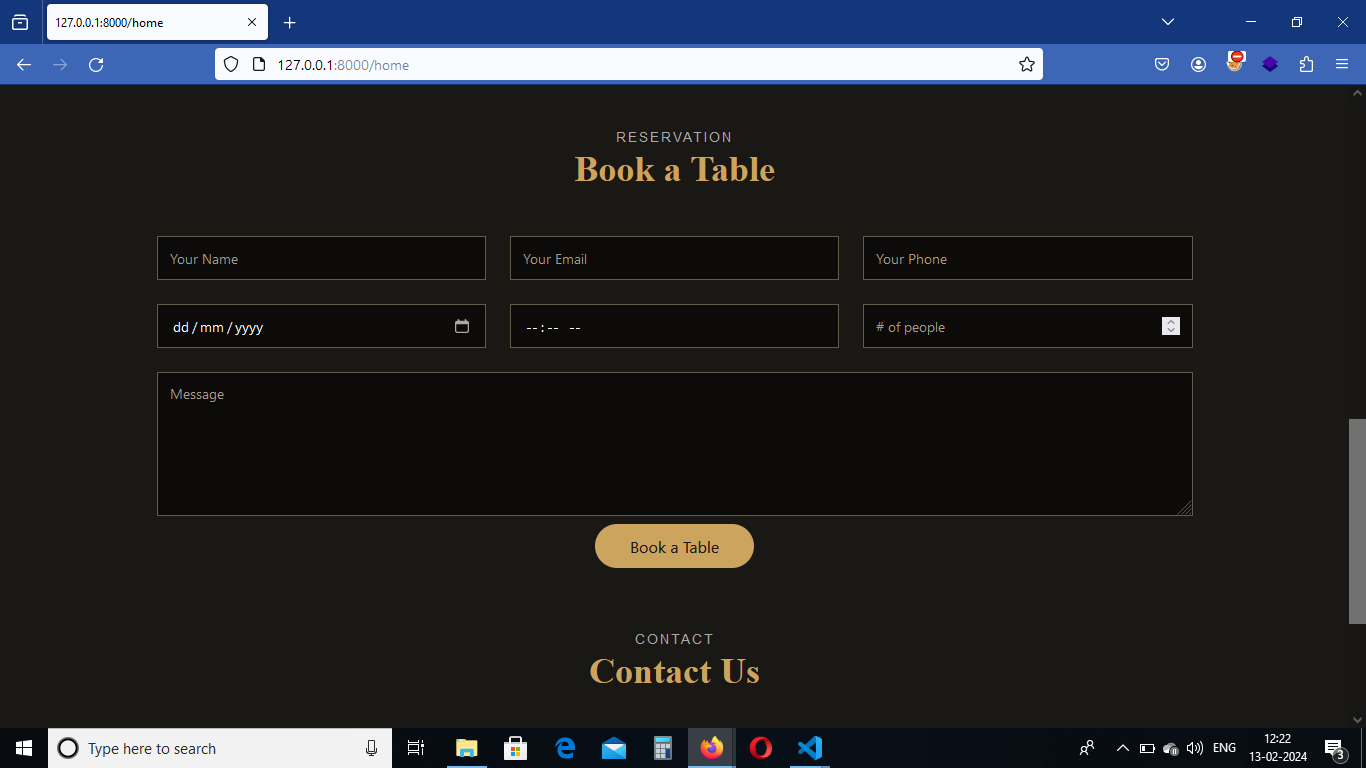 127.0.0.1:8000/home
127.0.0.1:8000/home
RESERVATION
Book a Table
Your Name
Your Email
Your Phone
dd / mm / yyyy
--:-- --
# of people
Message
Book a Table
CONTACT
Contact Us
Type here to search
ENG
12:22
13-02-2024
3